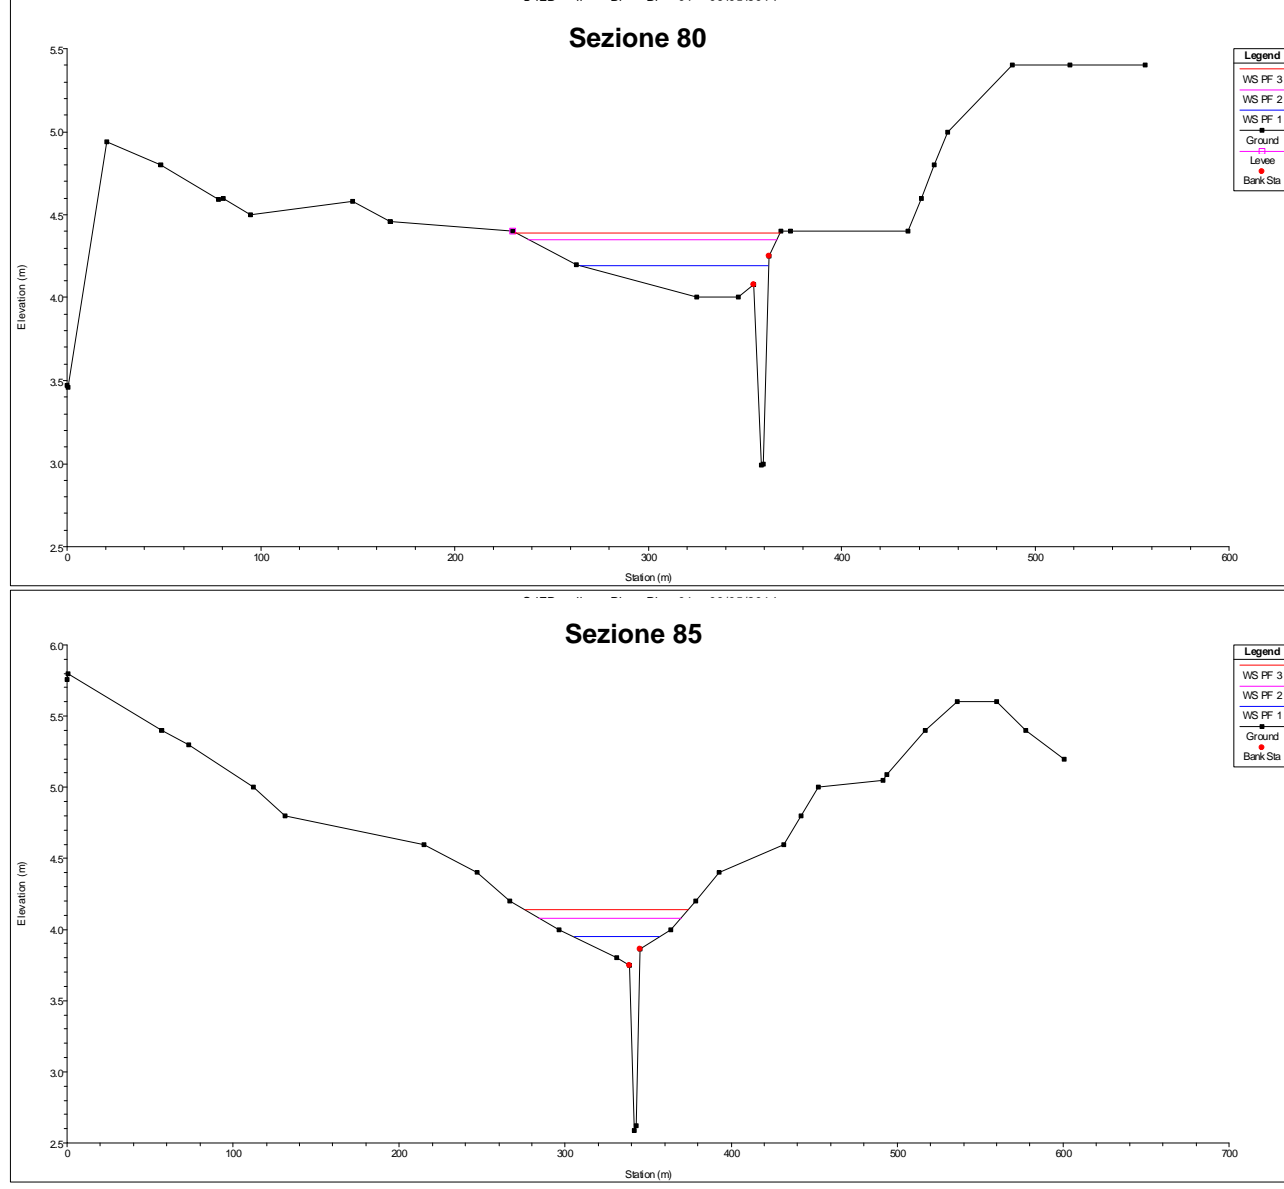 Sezione 80
5.5
5.0
4.5
4.0
3.5
3.0
2.5
Elevation (m)
0
100
200
300
400
500
600
Station (m)
Legend
WS PF 3
WS PF 2
WS PF 1
Ground
Levee
Bank Sta
Sezione 85
6.0
5.5
5.0
4.5
4.0
3.5
3.0
2.5
Elevation (m)
0
100
200
300
400
500
600
700
Station (m)
Legend
WS PF 3
WS PF 2
WS PF 1
Ground
Bank Sta